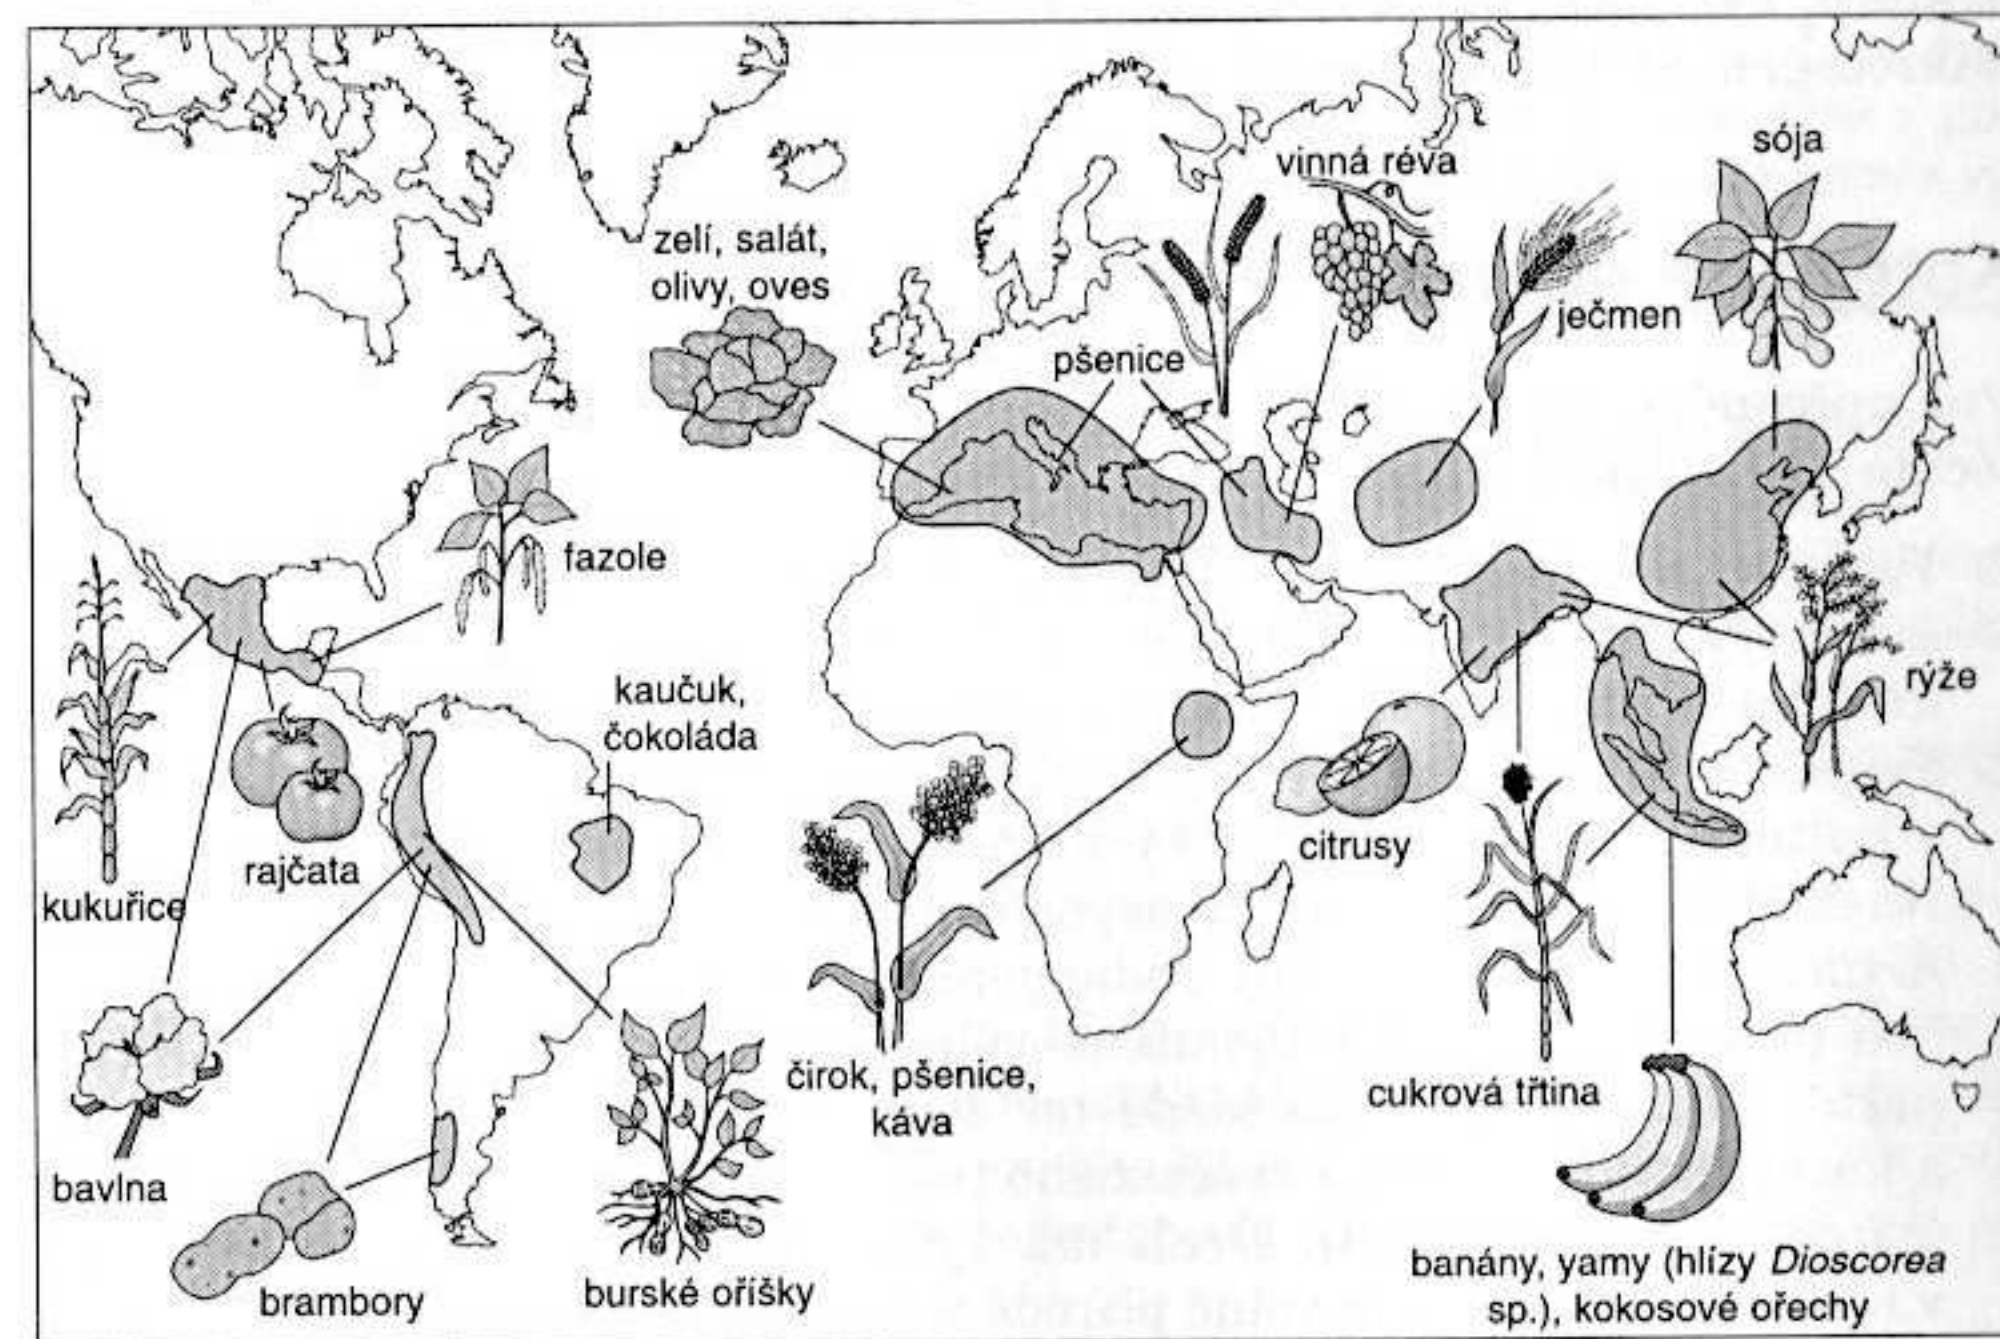 sója
vinná réva
zelí, salát,
olivy, oves
ječmen
pšenice
fazole
rýže
kaučuk,
čokoláda
citrusy
rajčata
kukuřice
čirok, pšenice,
káva
cukrová třtina
bavlna
burské oříšky
brambory
banány, yamy (hlízy Dioscorea
sp.), kokosové ořechy